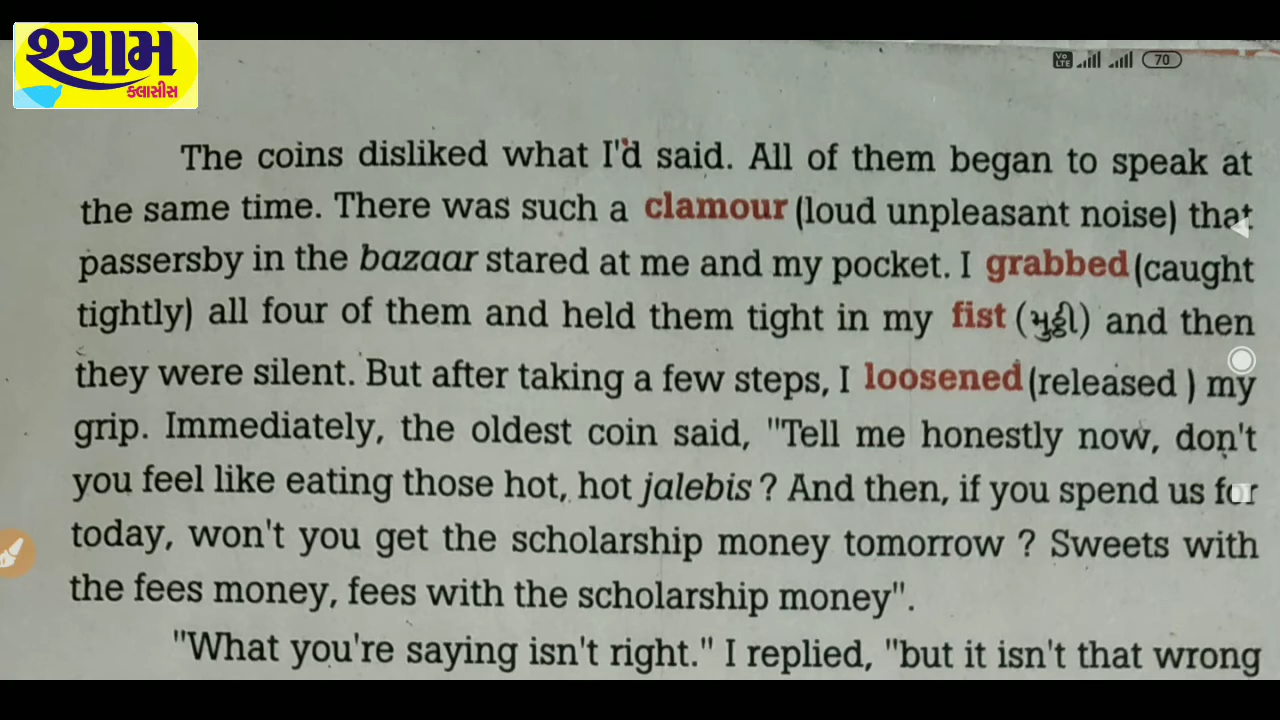 શ્યામ
ક્લાસીસ
Vo LTE 70
The coins disliked what I'd said. All of them began to speak at
the same time. There was such a clamour (loud unpleasant noise) that
passersby in the bazaar stared at me and my pocket. I grabbed (caught
tightly) all four of them and held them tight in my fist (મુઠ્ઠી) and then
they were silent. But after taking a few steps, I loosened (released ) my
grip. Immediately, the oldest coin said, "Tell me honestly now, don't
you feel like eating those hot, hot jalebis ? And then, if you spend us for
today, won't you get the scholarship money tomorrow ? Sweets with
the fees money, fees with the scholarship money".
"What you're saying isn't right." I replied, "but it isn't that wrong